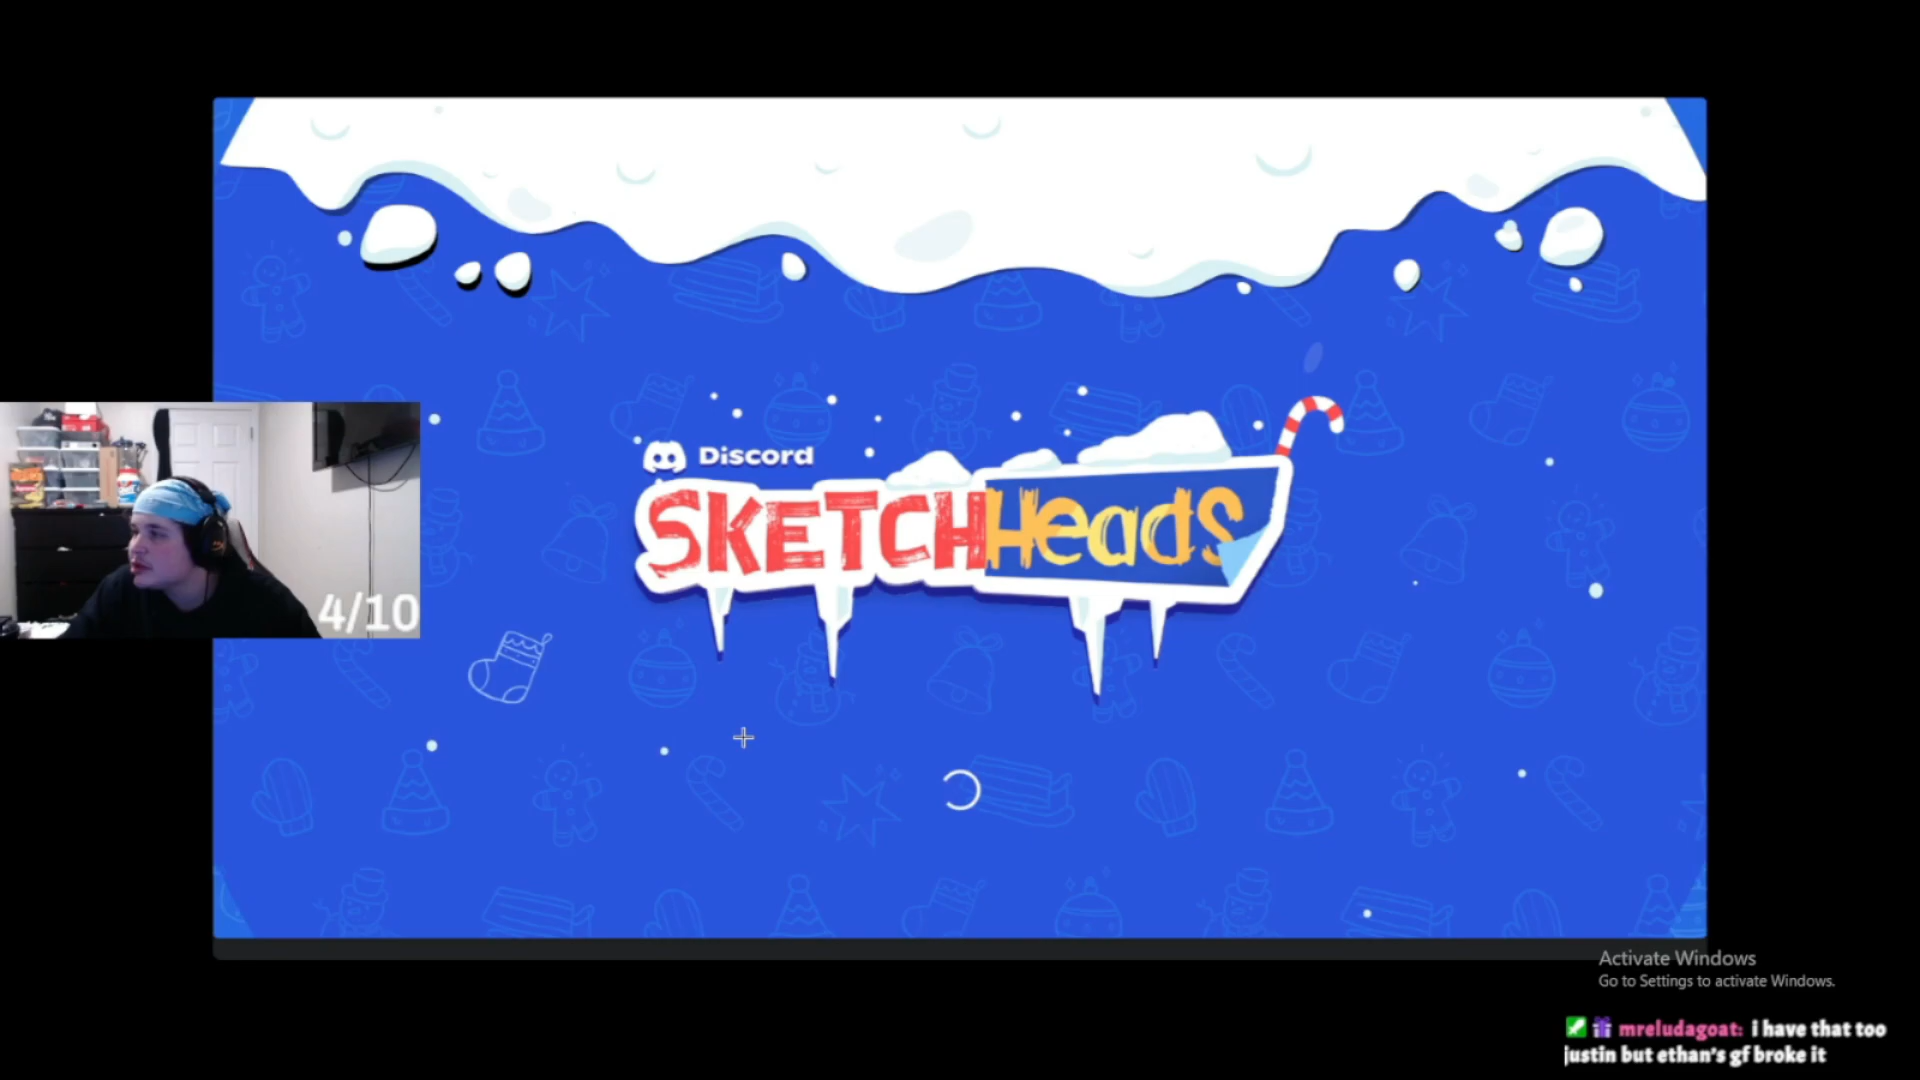 Discord
SKETCHHeads
4/10
Activate Windows
Go to Settings to activate Windows.
mreludagoat: i have that too
justin but ethan's gf broke it